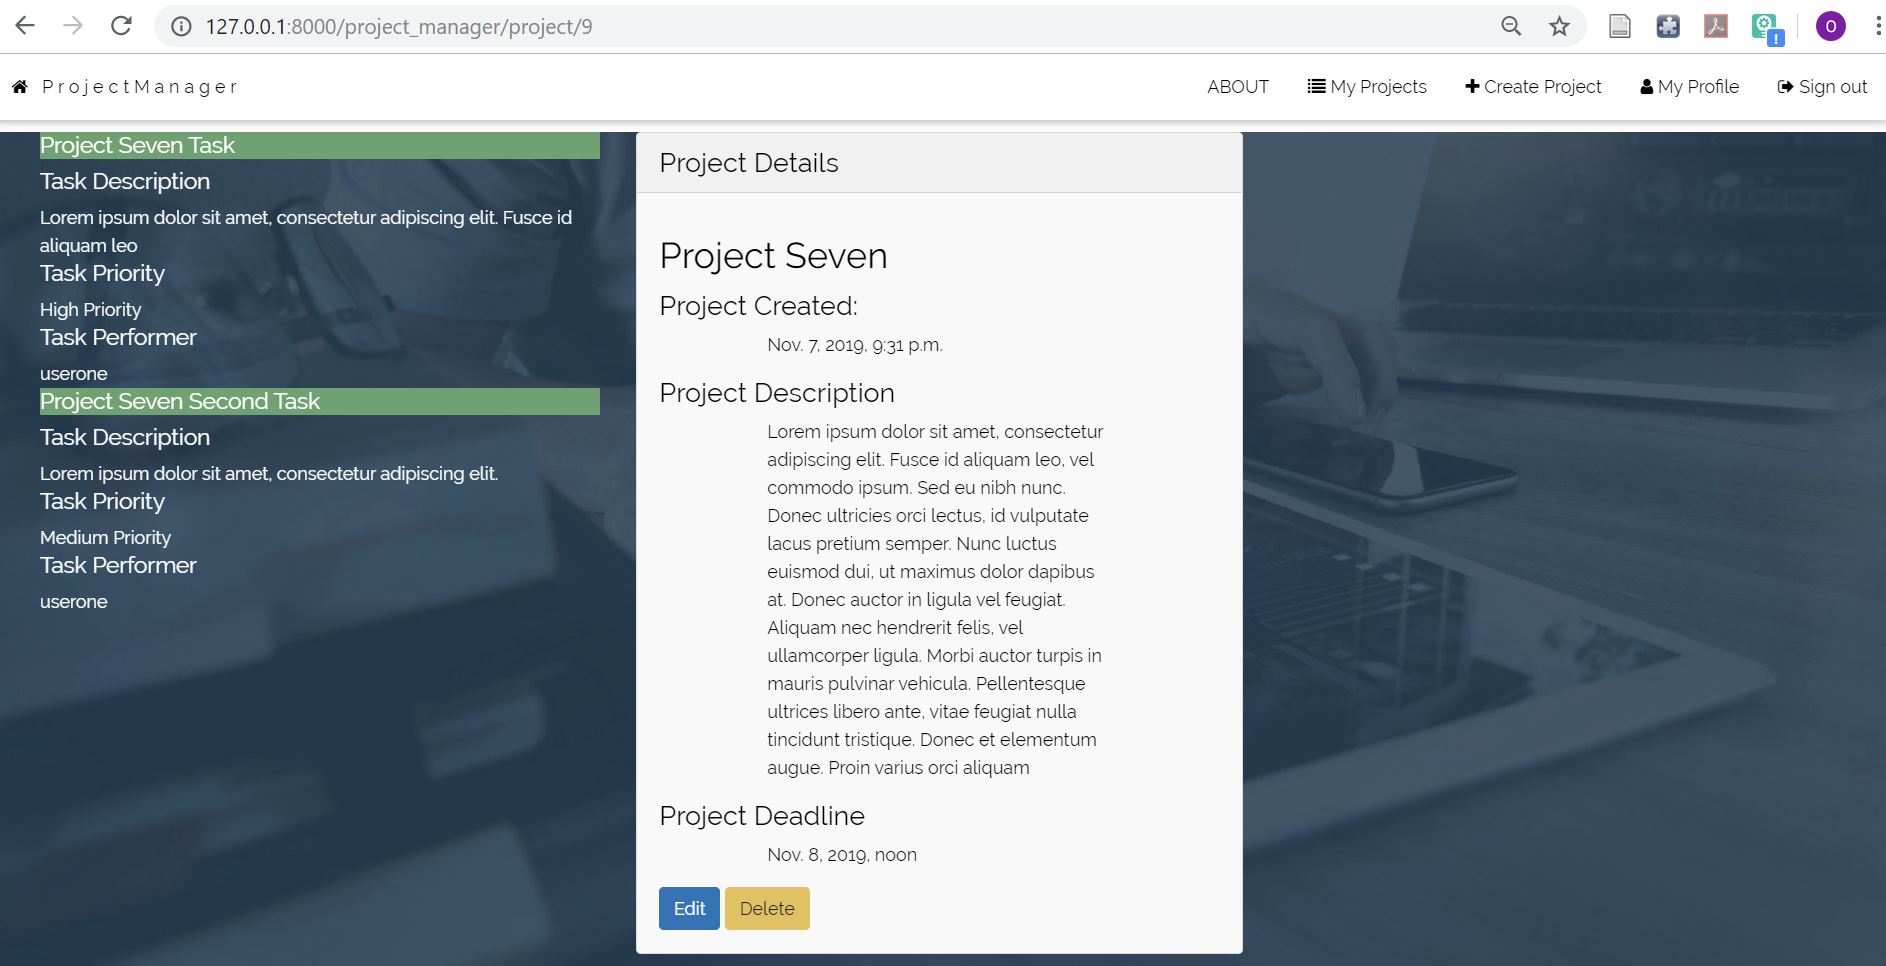 127.0.0.1:8000/project_manager/project/9
O
ProjectManager
ABOUT
My Projects
Create Project
My Profile
Sign out
Project Seven Task
Task Description
Lorem ipsum dolor sit amet, consectetur adipiscing elit. Fusce id
aliquam leo
Task Priority
High Priority
Task Performer
userone
Project Seven Second Task
Task Description
Lorem ipsum dolor sit amet, consectetur adipiscing elit.
Task Priority
Medium Priority
Task Performer
userone
Project Details
Project Seven
Project Created:
Nov. 7, 2019, 9:31 p.m.
Project Description
Lorem ipsum dolor sit amet, consectetur
adipiscing elit. Fusce id aliquam leo, vel
commodo ipsum. Sed eu nibh nunc.
Donec ultricies orci lectus, id vulputate
lacus pretium semper. Nunc luctus
euismod dui, ut maximus dolor dapibus
at. Donec auctor in ligula vel feugiat.
Aliquam nec hendrerit felis, vel
ullamcorper ligula. Morbi auctor turpis in
mauris pulvinar vehicula. Pellentesque
ultrices libero ante, vitae feugiat nulla
tincidunt tristique. Donec et elementum
augue. Proin varius orci aliquam
Project Deadline
Nov. 8, 2019, noon
Edit
Delete